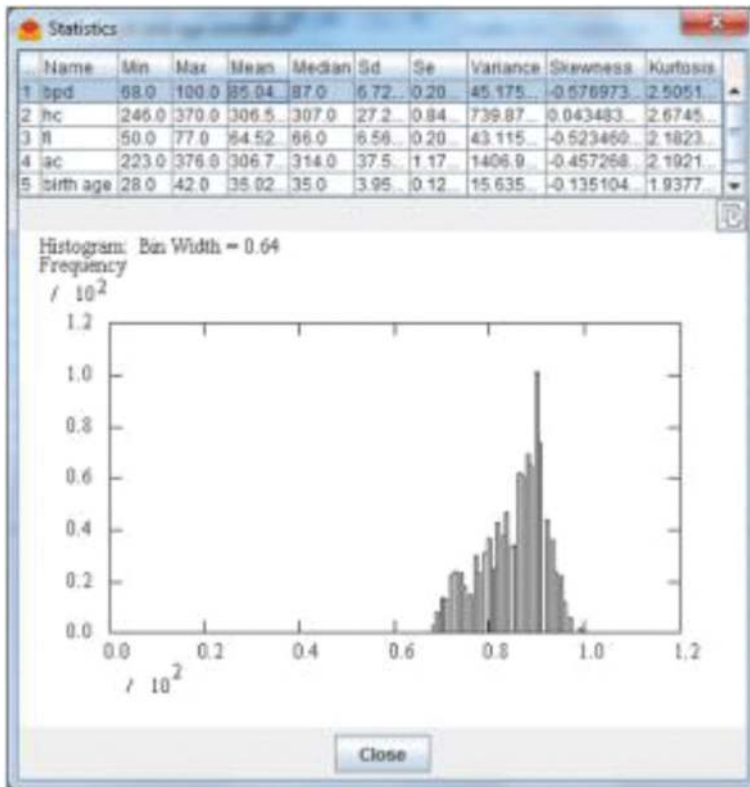 Statistics
Name Min Max Mean Median Sd Se Variance Skewness Kurtosis
1 bpd 68.0 100.0 85.04... 87.0 6.72... 0.20... 45.175... -0.576973... 2.5051...
2 hc 246.0 370.0 306.5... 307.0 27.2... 0.84... 739.87... 0.043483... 2.6745...
3 fl 50.0 77.0 64.52... 66.0 6.56... 0.20... 43.115... -0.523460... 2.1823...
4 ac 223.0 376.0 306.7... 314.0 37.5... 1.17... 1406.9... -0.457268... 2.1921...
5 birth age 28.0 42.0 35.02... 35.0 3.95... 0.12... 15.635... -0.135104... 1.9377...
Histogram: Bin Width = 0.64
Frequency
/ 10^2
1.2
1.0
0.8
0.6
0.4
0.2
0.0
0.0 0.2 0.4 0.6 0.8 1.0 1.2
/ 10^2
Close